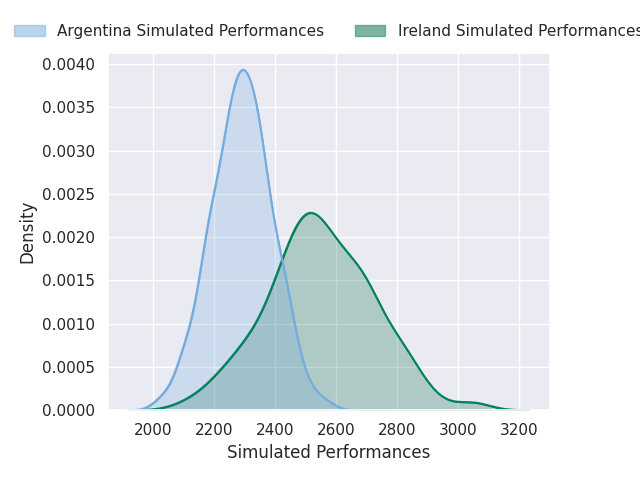 Argentina Simulated Performances Ireland Simulated Performances
0.0040
0.0035
0.0030
0.0025
0.0020
0.0015
0.0010
0.0005
0.0000
Density
2000 2200 2400 2600 2800 3000 3200
Simulated Performances